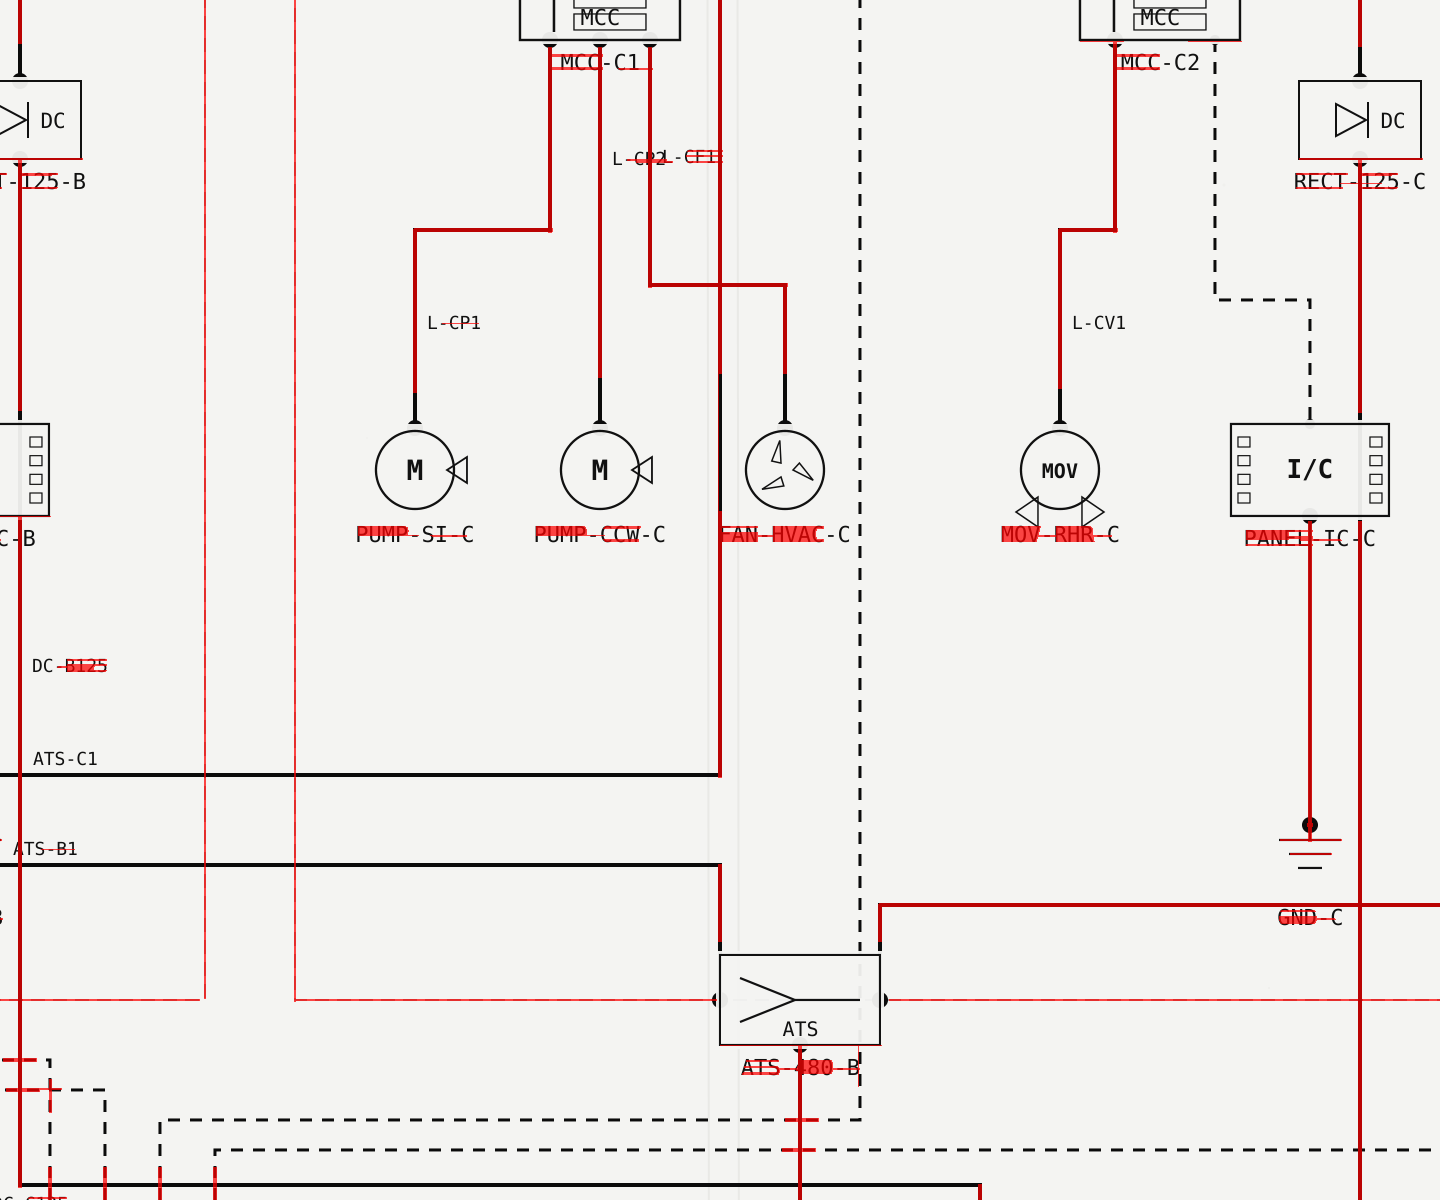 MCC
MCC
MCC-C1
MCC-C2
DC
DC
T-125-B
RECT-125-C
L-CP2
L-CF1
L-CP1
L-CV1
M
M
MOV
I/C
PUMP-SI-C
PUMP-CCW-C
FAN-HVAC-C
MOV-RHR-C
PANEL-IC-C
C-B
DC-B125
ATS-C1
ATS-B1
GND-C
ATS
ATS-480-B